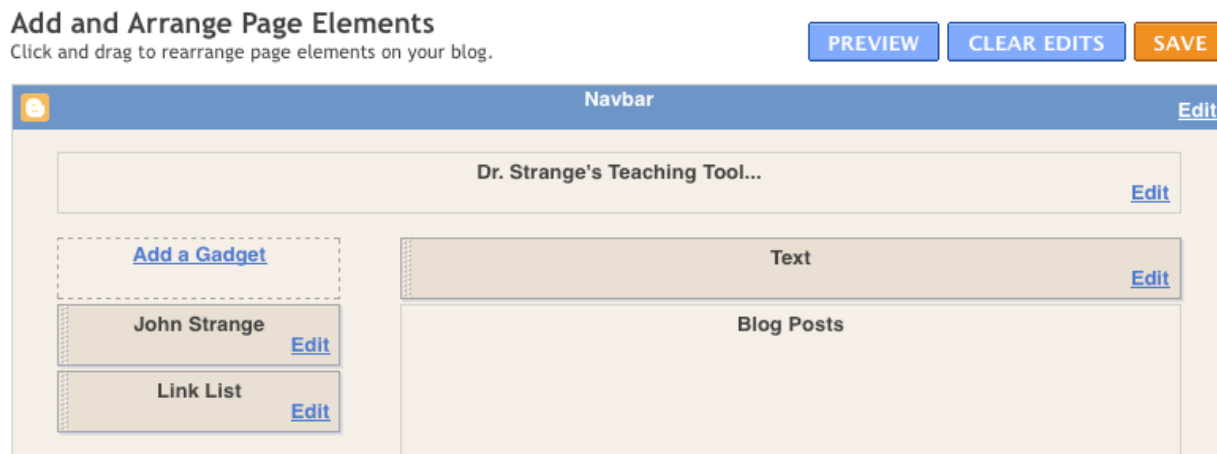 Add and Arrange Page Elements
Click and drag to rearrange page elements on your blog.
PREVIEW
CLEAR EDITS
SAVE
Navbar
Edit
Dr. Strange's Teaching Tool...
Edit
Add a Gadget
John Strange
Edit
Link List
Edit
Text
Edit
Blog Posts